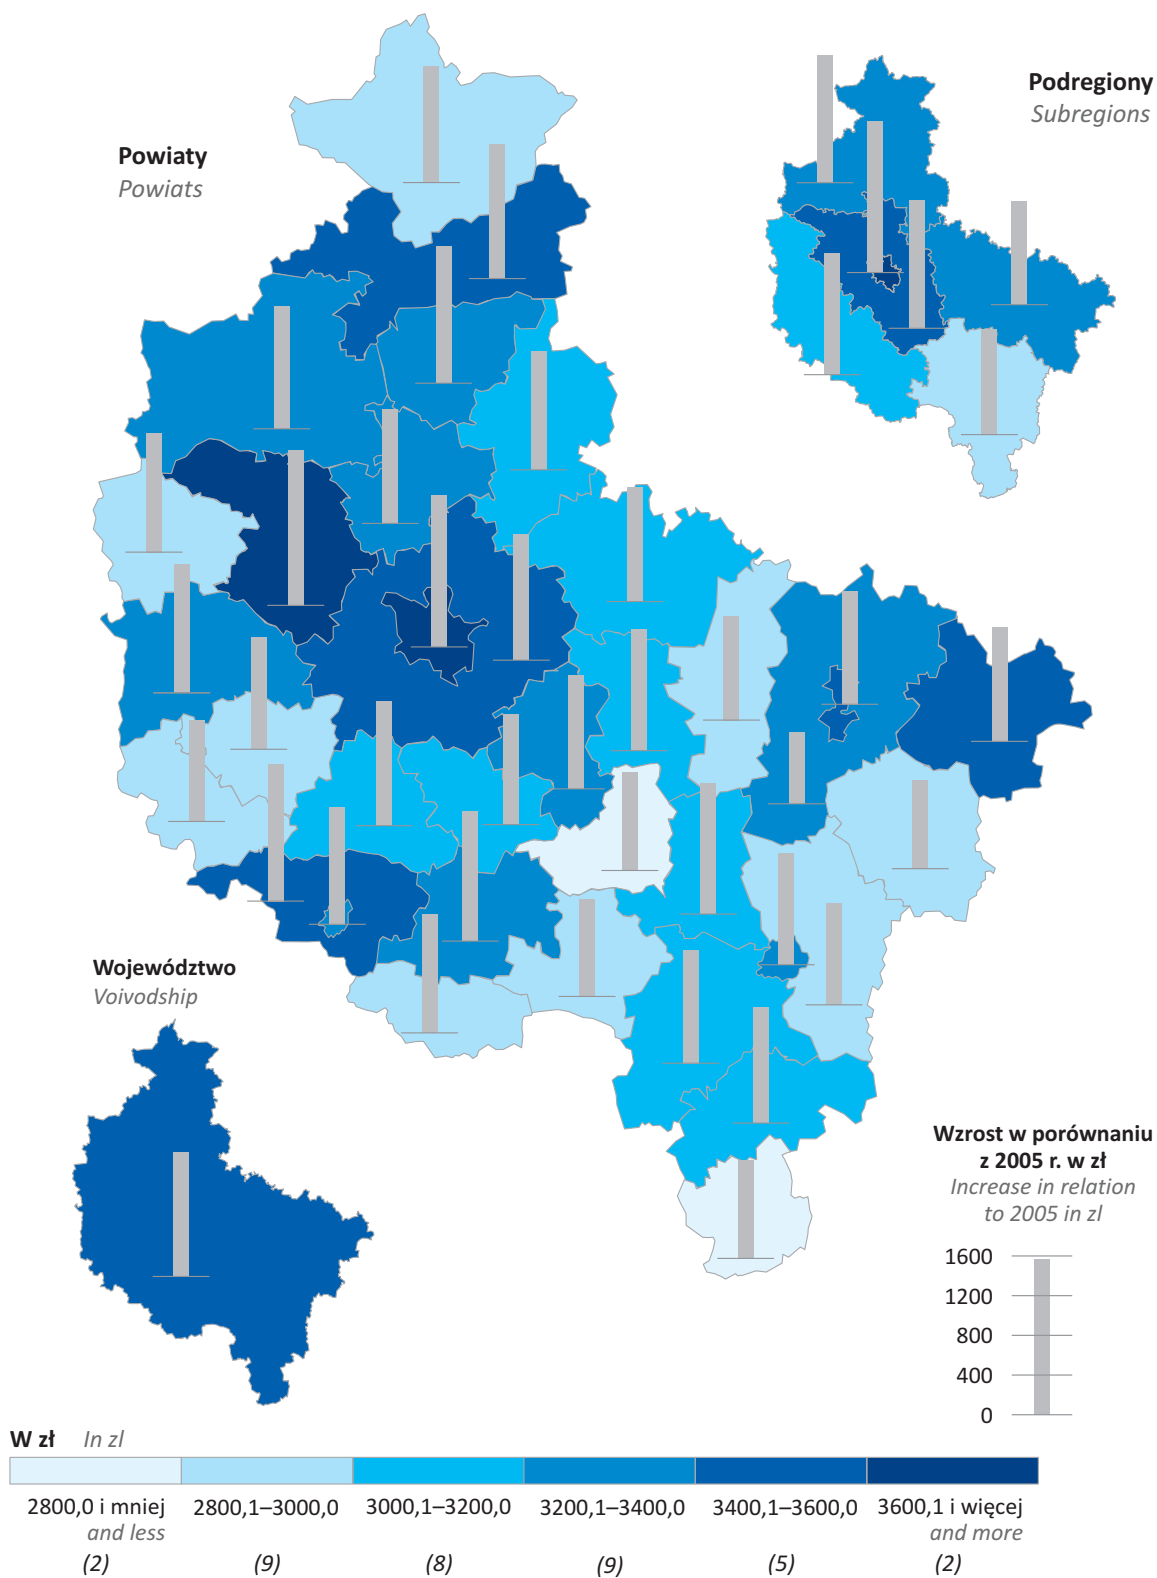 Podregiony
Subregions
Powiaty
Powiats
Województwo
Voivodship
Wzrost w porównaniu
z 2005 r. w zł
Increase in relation
to 2005 in zl
1600
1200
800
400
0
W zł In zl
2800,0 i mniej
and less
2800,1–3000,0
3000,1–3200,0
3200,1–3400,0
3400,1–3600,0
3600,1 i więcej
and more
(2)
(9)
(8)
(9)
(5)
(2)